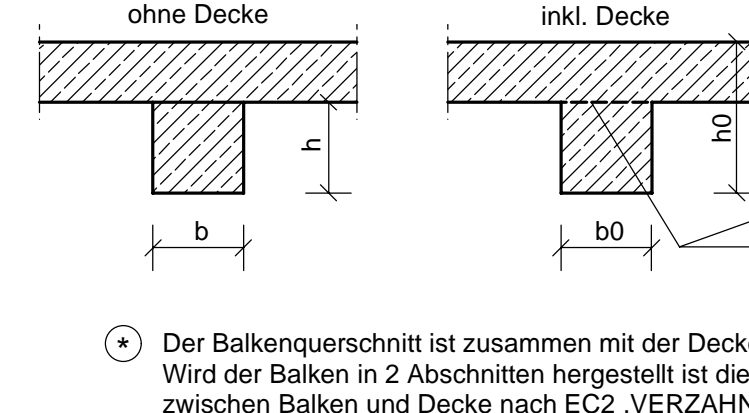 ohne Decke
inkl. Decke
h
h0
b
b0
* Der Balkenquerschnitt ist zusammen mit der Decke
Wird der Balken in 2 Abschnitten hergestellt ist die
zwischen Balken und Decke nach EC2 .VERZAHN